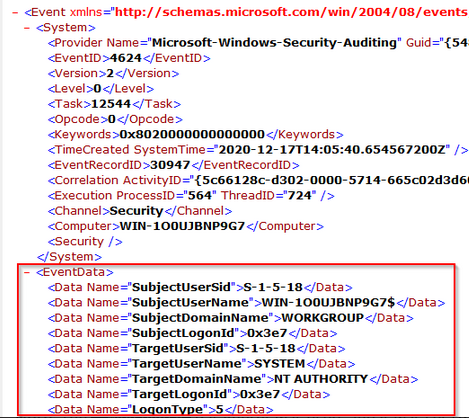 – <Event xmlns="http://schemas.microsoft.com/win/2004/08/events
– <System>
<Provider Name="Microsoft-Windows-Security-Auditing" Guid="{54
<EventID>4624</EventID>
<Version>2</Version>
<Level>0</Level>
<Task>12544</Task>
<Opcode>0</Opcode>
<Keywords>0x8020000000000000</Keywords>
<TimeCreated SystemTime="2020-12-17T14:05:40.654567200Z" />
<EventRecordID>30947</EventRecordID>
<Correlation ActivityID="{5c66128c-d302-0000-5714-665c02d3d6
<Execution ProcessID="564" ThreadID="724" />
<Channel>Security</Channel>
<Computer>WIN-1O0UJBNP9G7</Computer>
<Security />
</System>
– <EventData>
<Data Name="SubjectUserSid">S-1-5-18</Data>
<Data Name="SubjectUserName">WIN-1O0UJBNP9G7$</Data>
<Data Name="SubjectDomainName">WORKGROUP</Data>
<Data Name="SubjectLogonId">0x3e7</Data>
<Data Name="TargetUserSid">S-1-5-18</Data>
<Data Name="TargetUserName">SYSTEM</Data>
<Data Name="TargetDomainName">NT AUTHORITY</Data>
<Data Name="TargetLogonId">0x3e7</Data>
<Data Name="LogonType">5</Data>